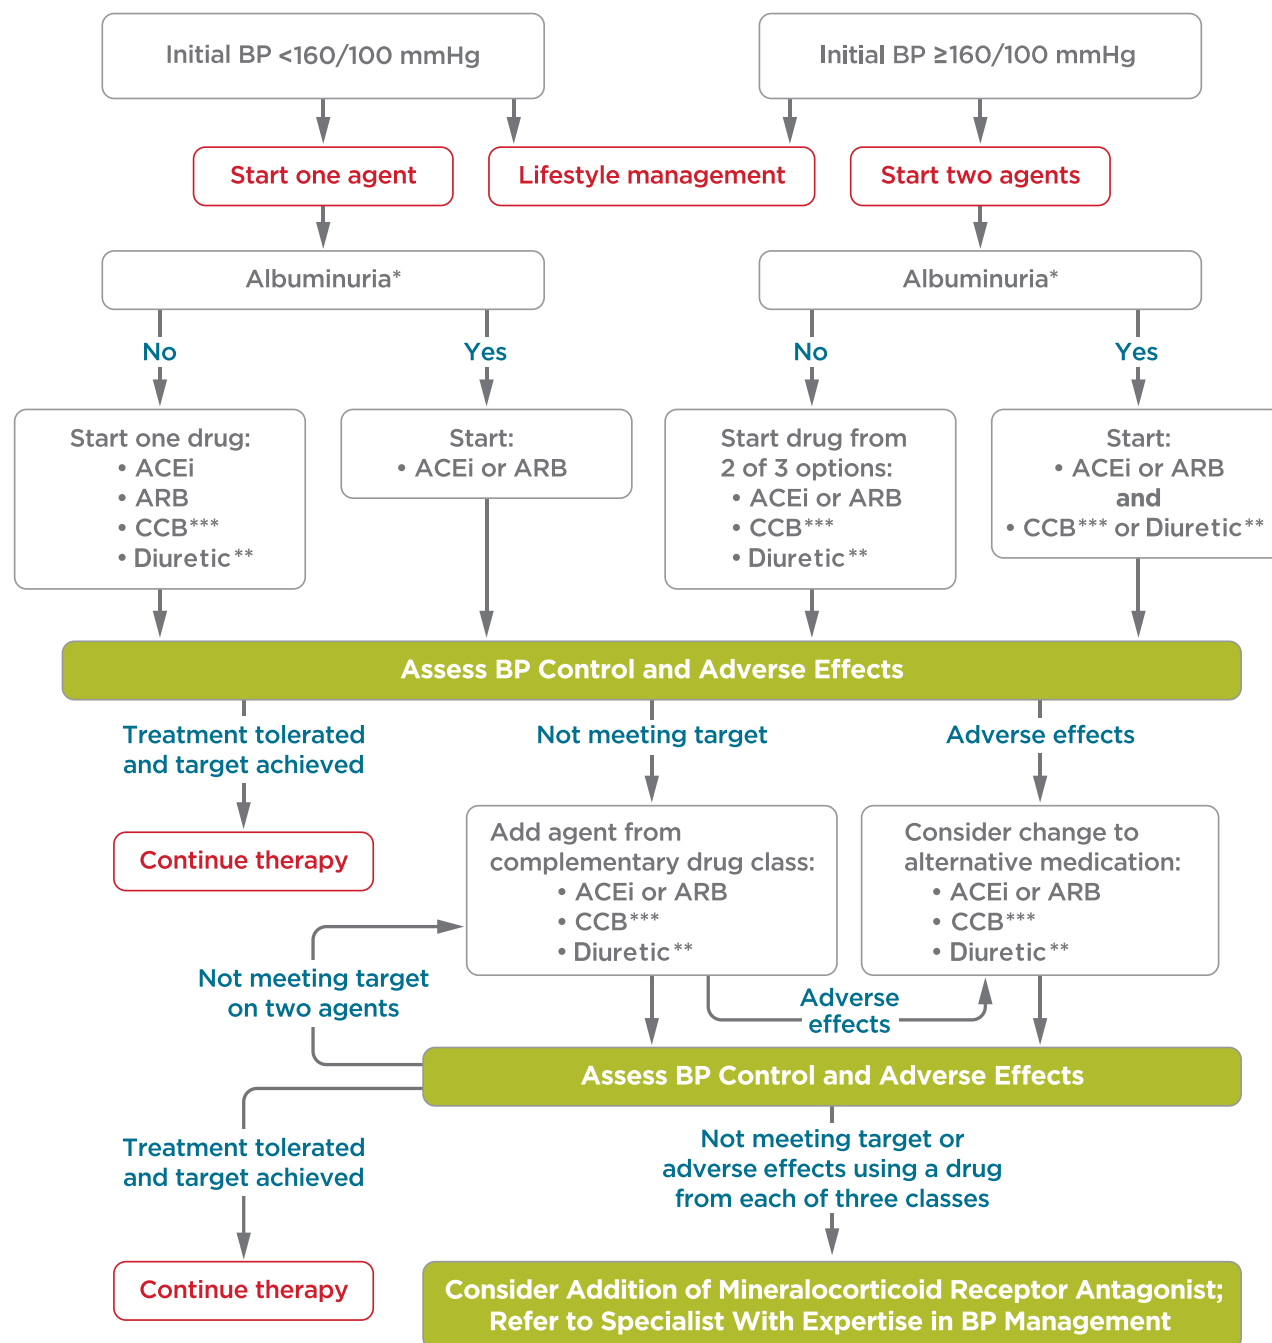 Initial BP <160/100 mmHg
Initial BP ≥160/100 mmHg
Start one agent
Lifestyle management
Start two agents
Albuminuria*
Albuminuria*
No
Yes
No
Yes
Start one drug:
• ACEi
• ARB
• CCB***
• Diuretic**
Start:
• ACEi or ARB
Start drug from
2 of 3 options:
• ACEi or ARB
• CCB***
• Diuretic**
Start:
• ACEi or ARB
and
• CCB*** or Diuretic**
Assess BP Control and Adverse Effects
Treatment tolerated
and target achieved
Not meeting target
Adverse effects
Continue therapy
Add agent from
complementary drug class:
• ACEi or ARB
• CCB***
• Diuretic**
Consider change to
alternative medication:
• ACEi or ARB
• CCB***
• Diuretic**
Not meeting target
on two agents
Adverse
effects
Assess BP Control and Adverse Effects
Treatment tolerated
and target achieved
Not meeting target or
adverse effects using a drug
from each of three classes
Continue therapy
Consider Addition of Mineralocorticoid Receptor Antagonist;
Refer to Specialist With Expertise in BP Management